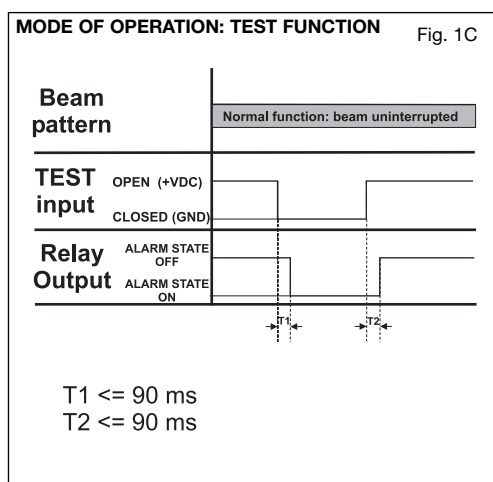 MODE OF OPERATION: TEST FUNCTION
Fig. 1C
Beam
pattern
Normal function: beam uninterrupted
TEST
input
OPEN (+VDC)
CLOSED (GND)
Relay
Output
ALARM STATE
OFF
ALARM STATE
ON
T1
T2
T1 <= 90 ms
T2 <= 90 ms